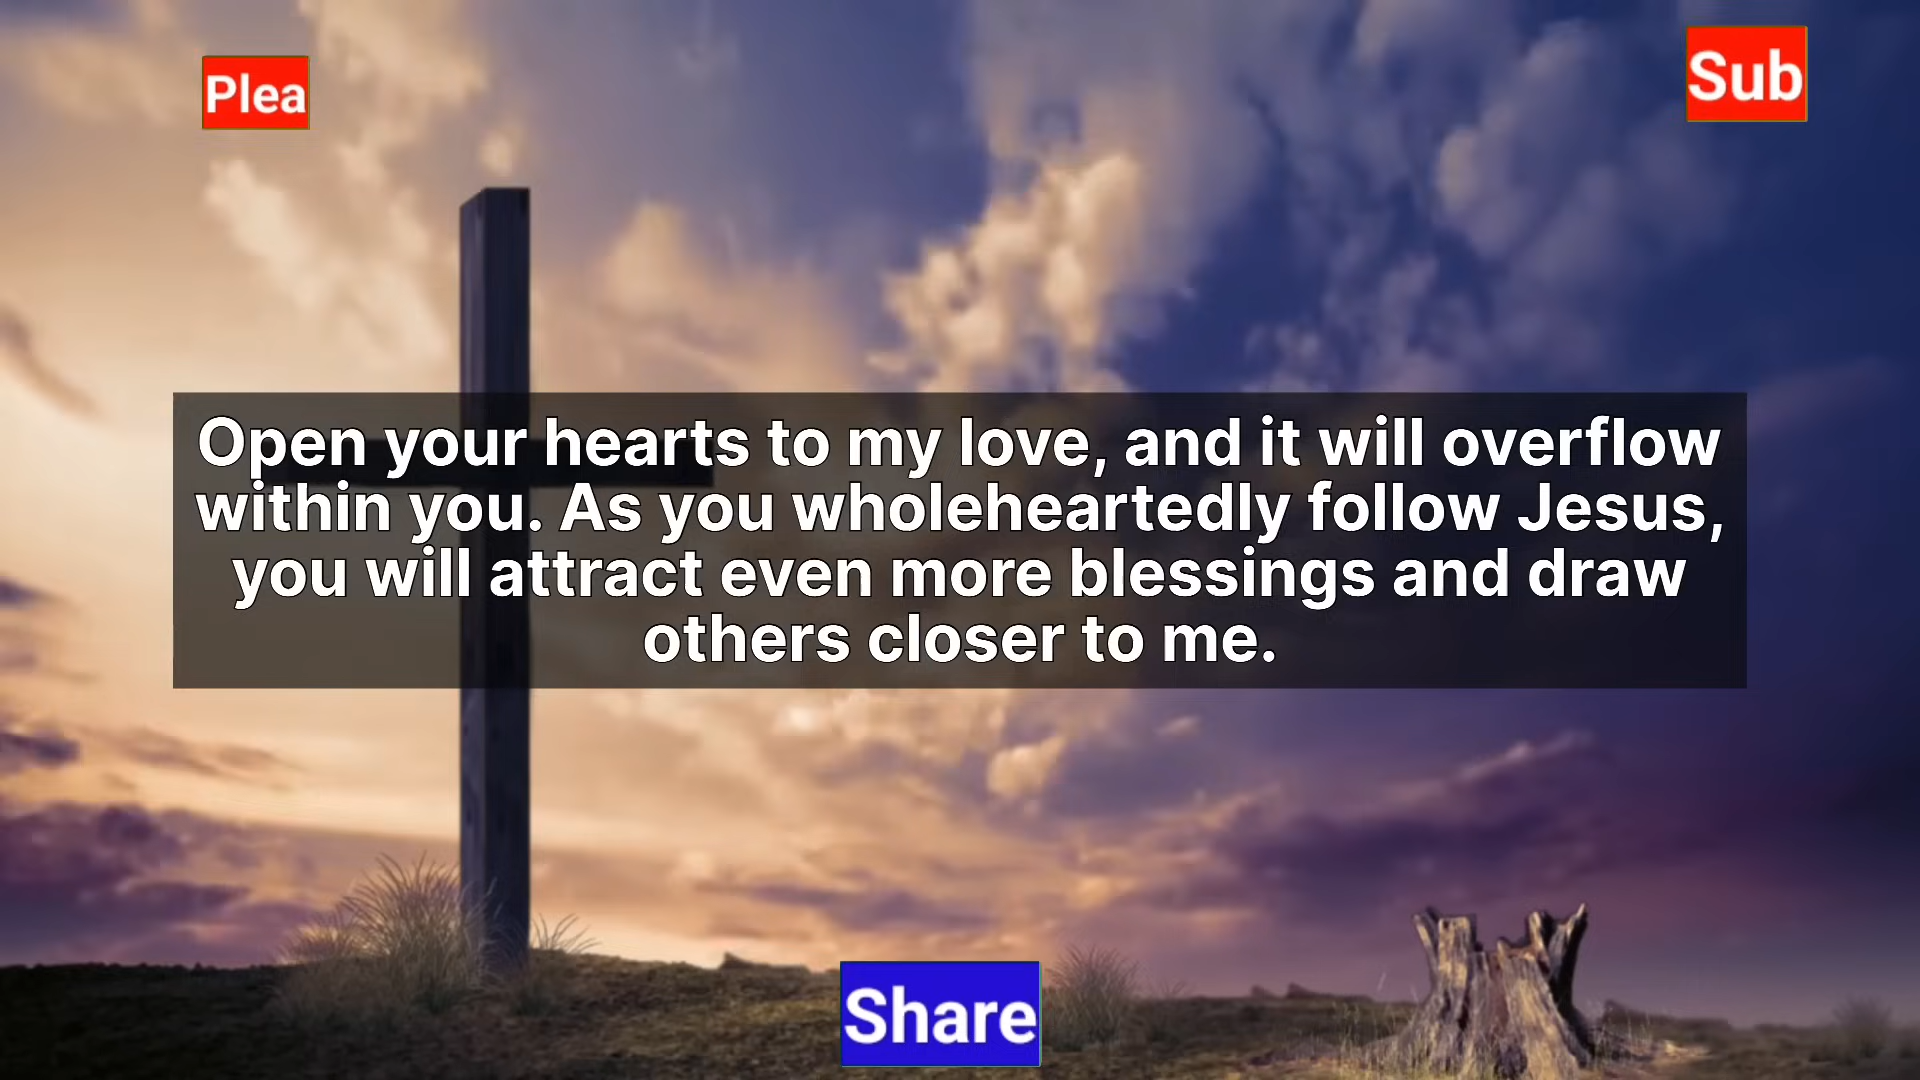 Plea
Sub
Open your hearts to my love, and it will overflow
within you. As you wholeheartedly follow Jesus,
you will attract even more blessings and draw
others closer to me.
Share